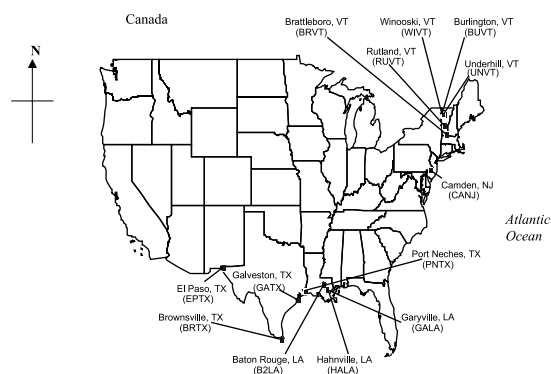 Canada
Brattleboro, VT
(BRVT)
Winooski, VT
(WIVT)
Burlington, VT
(BUVT)
Rutland, VT
(RUVT)
Underhill, VT
(UNVT)
N
Camden, NJ
(CANJ)
Atlantic
Ocean
Port Neches, TX
(PNTX)
Galveston, TX
(GATX)
El Paso, TX
(EPTX)
Brownsville, TX
(BRTX)
Garyville, LA
(GALA)
Baton Rouge, LA
(B2LA)
Hahnville, LA
(HALA)